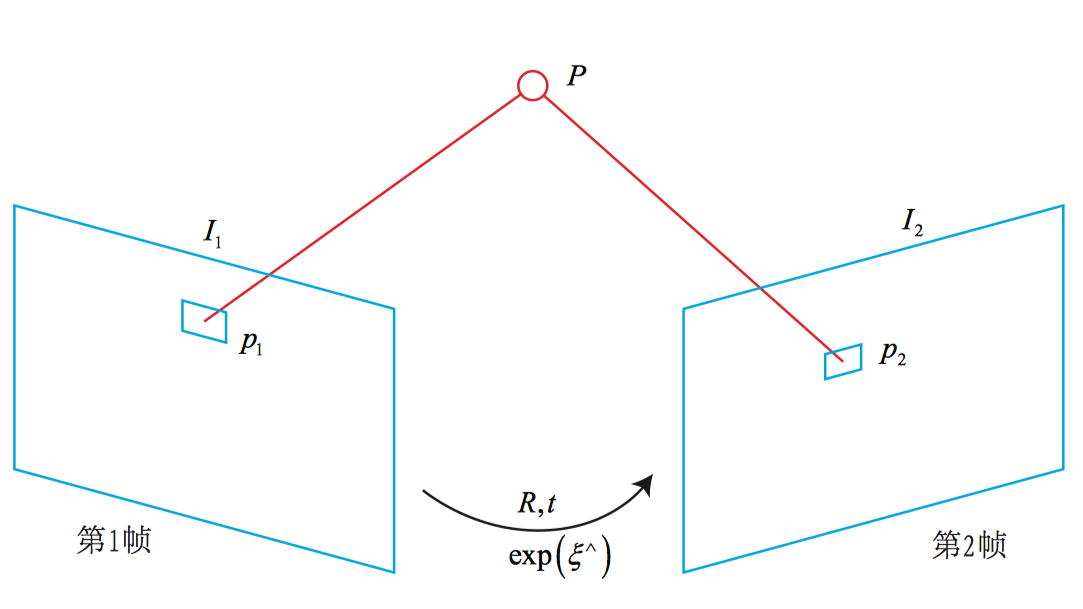 P
I₁
I₂
p₁
p₂
R,t
exp(ξ^)
第1帧
第2帧